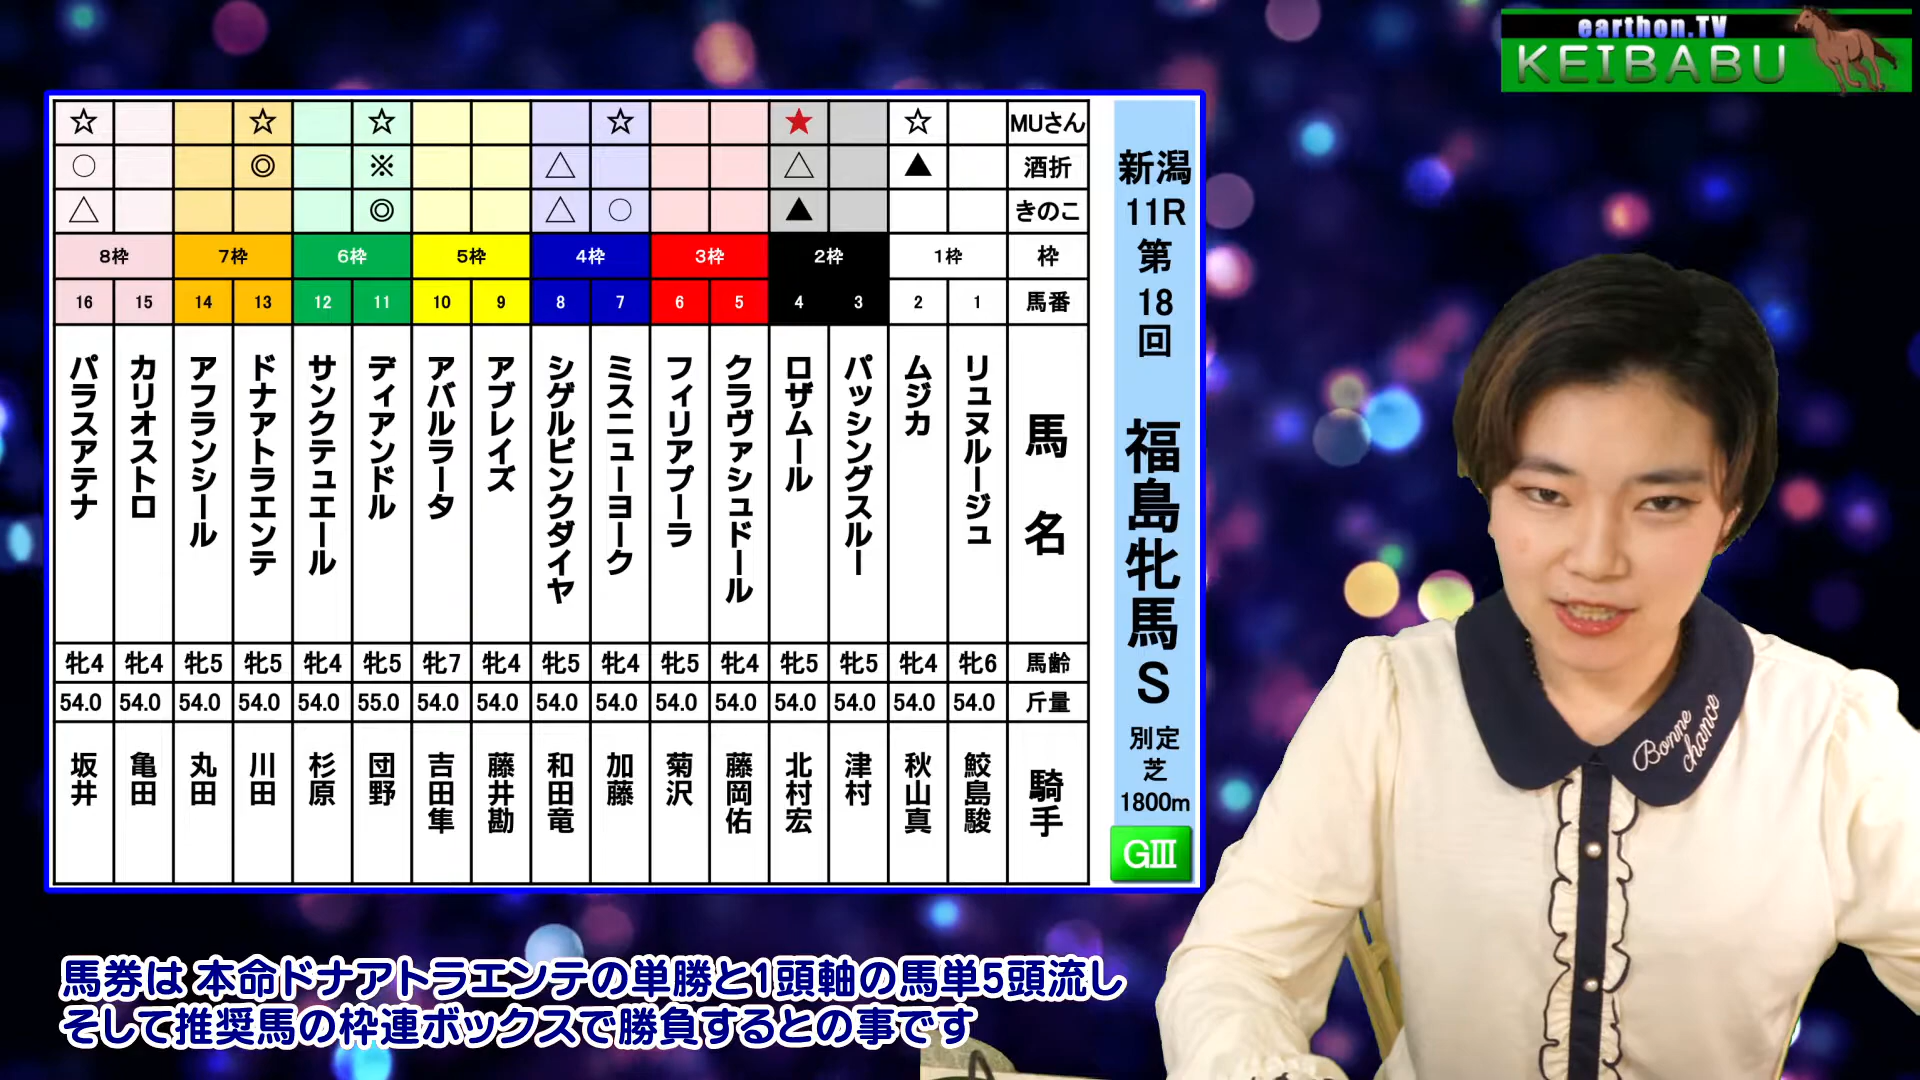 earthon.TV
KEIBABU
☆ ☆ ☆ ☆ ★ ☆ MUさん
○ ◎ ※ △ △ ▲ 酒折
△ ◎ △ ○ ▲ きのこ
8枠 7枠 6枠 5枠 4枠 3枠 2枠 1枠 枠
16 15 14 13 12 11 10 9 8 7 6 5 4 3 2 1 馬番
馬名
リュヌルージュ
ムジカ
パッシングスルー
ロザムール
クラヴァシュドール
フィリアプーラ
ミスニューヨーク
シゲルピンクダイヤ
アブレイズ
アバルラータ
ディアンドル
サンクテュエール
ドナアトラエンテ
アフランシール
カリオストロ
パラスアテナ
牝4 牝4 牝5 牝5 牝4 牝5 牝7 牝4 牝5 牝4 牝5 牝4 牝5 牝5 牝4 牝6 馬齢
54.0 54.0 54.0 54.0 54.0 55.0 54.0 54.0 54.0 54.0 54.0 54.0 54.0 54.0 54.0 54.0 斤量
騎手
鮫島駿
秋山真
津村
北村宏
藤岡佑
菊沢
加藤
和田竜
藤井勘
吉田隼
団野
杉原
川田
丸田
亀田
坂井
新潟
11R
第
18
回
福島牝馬S
別定
芝
1800m
GⅢ
Bonne
chance
馬券は 本命ドナアトラエンテの単勝と1頭軸の馬単5頭流し
そして推奨馬の枠連ボックスで勝負するとの事です